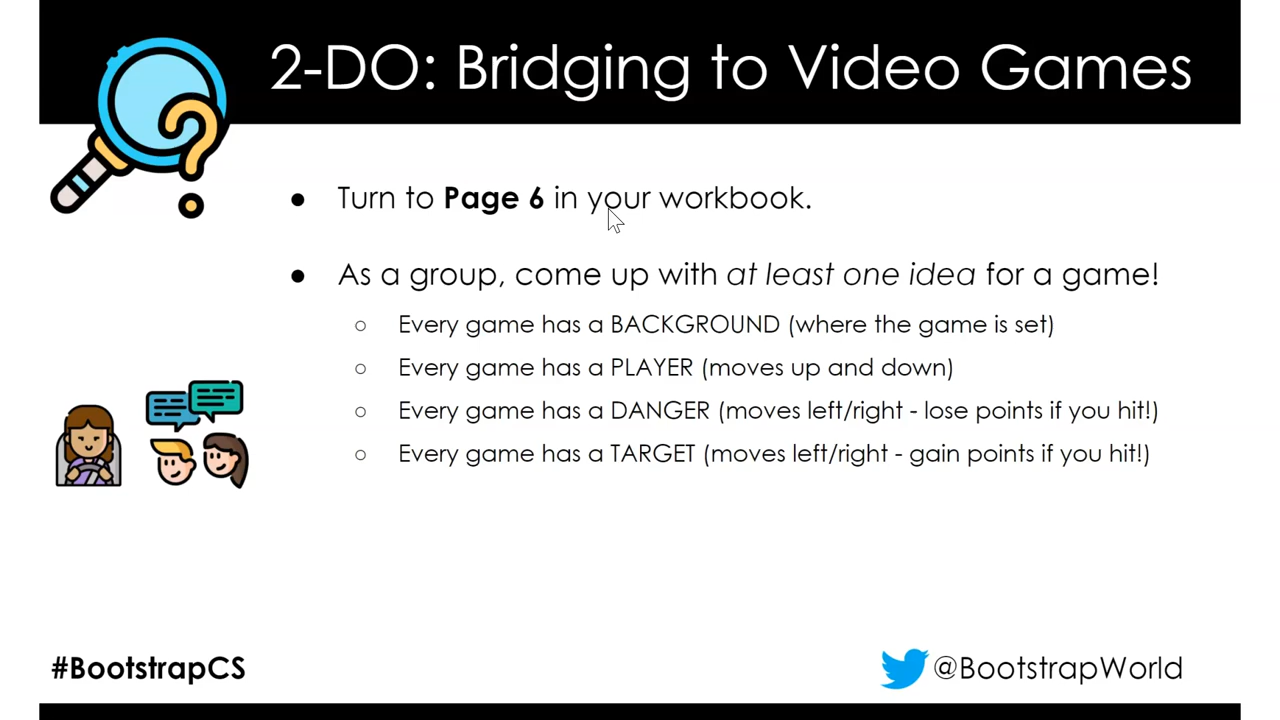 2-DO: Bridging to Video Games
● Turn to Page 6 in your workbook.
● As a group, come up with at least one idea for a game!
○ Every game has a BACKGROUND (where the game is set)
○ Every game has a PLAYER (moves up and down)
○ Every game has a DANGER (moves left/right - lose points if you hit!)
○ Every game has a TARGET (moves left/right - gain points if you hit!)
#BootstrapCS
@BootstrapWorld